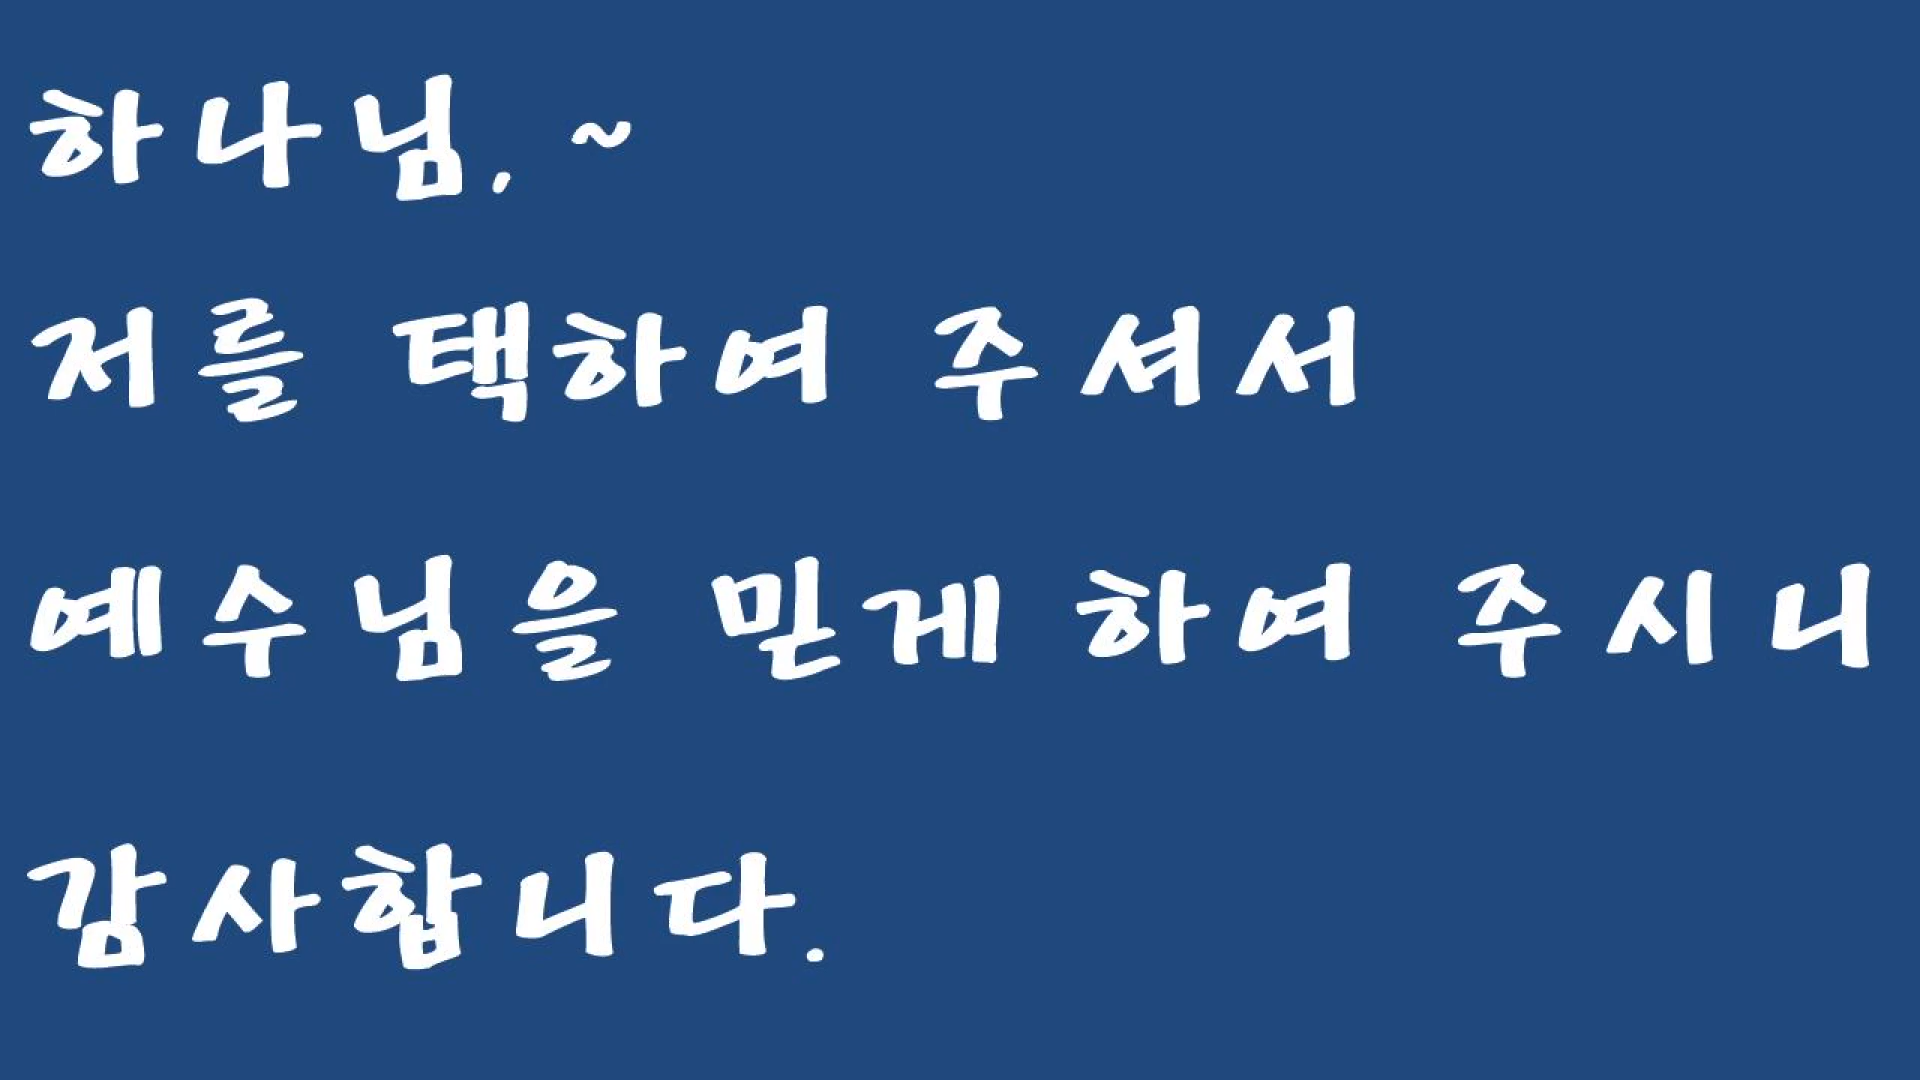 하나님, ~
저를 택하여 주셔서
예수님을 믿게 하여 주시니
감사합니다.